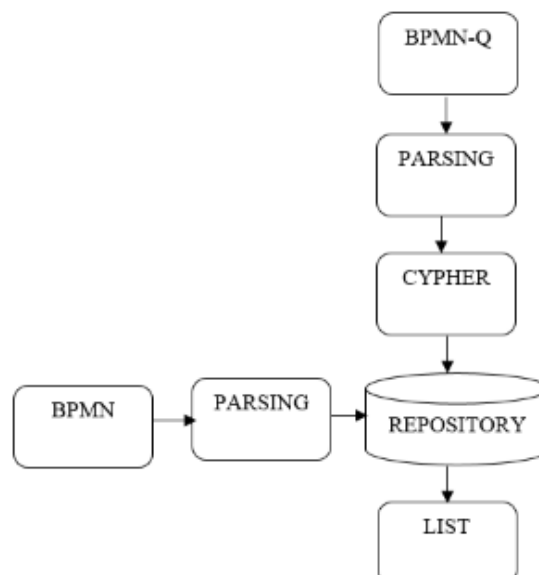 BPMN-Q
PARSING
CYPHER
BPMN
PARSING
REPOSITORY
LIST